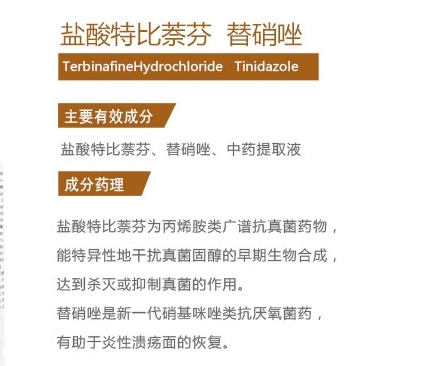 盐酸特比萘芬 替硝唑
TerbinafineHydrochloride Tinidazole
主要有效成分
盐酸特比萘芬、替硝唑、中药提取液
成分药理
盐酸特比萘芬为丙烯胺类广谱抗真菌药物，
能特异性地干扰真菌固醇的早期生物合成，
达到杀灭或抑制真菌的作用。
替硝唑是新一代硝基咪唑类抗厌氧菌药，
有助于炎性溃疡面的恢复。